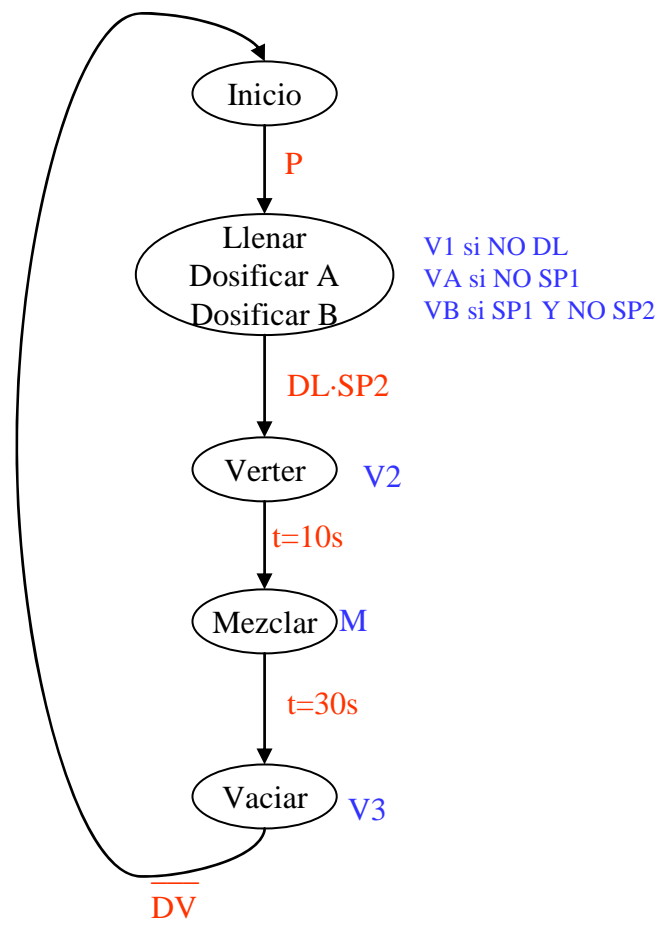 Inicio
P
Llenar
Dosificar A
Dosificar B
V1 si NO DL
VA si NO SP1
VB si SP1 Y NO SP2
DL·SP2
Verter
V2
t=10s
Mezclar
M
t=30s
Vaciar
V3
D̅V̅